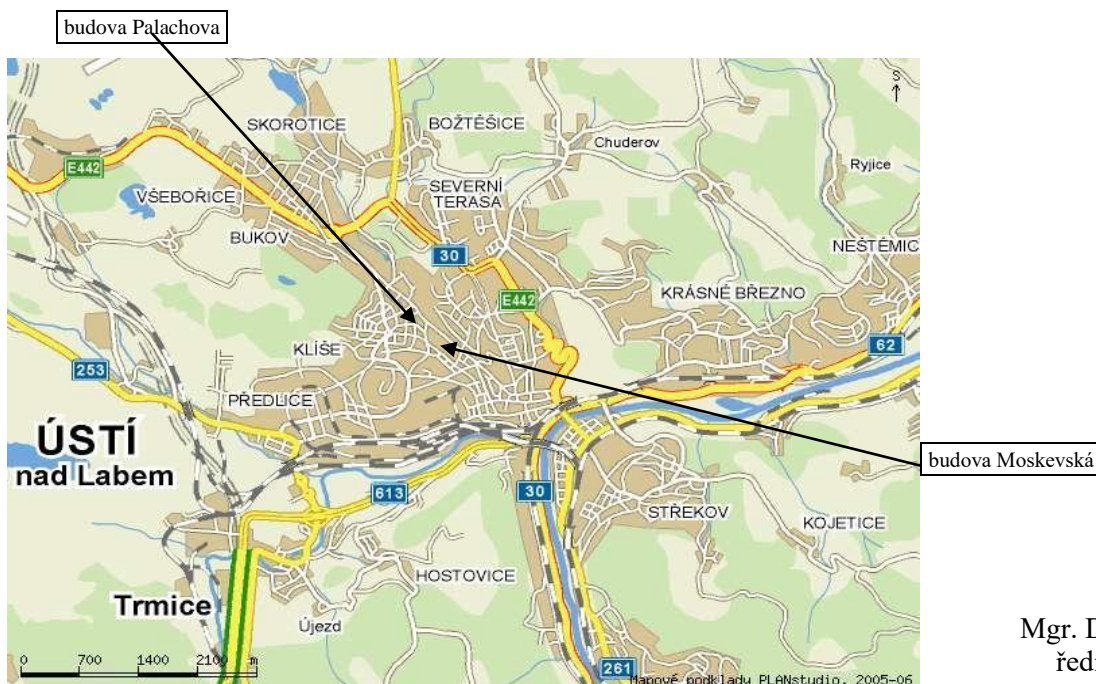 budova Palachova
S
SKOROTICE
BOŽTĚŠICE
Chuderov
Ryjice
E442
VŠEBOŘICE
SEVERNÍ
TERASA
BUKOV
30
NEŠTĚMIC
KRÁSNÉ BŘEZNO
E442
62
KLÍŠE
253
PŘEDLICE
ÚSTÍ
nad Labem
budova Moskevská
613
30
STŘEKOV
KOJETICE
HOSTOVICE
Trmice
Újezd
Mgr. D
ředi
0 700 1400 2100 m
261
Mapové podklady PLANstudio, 2005-06